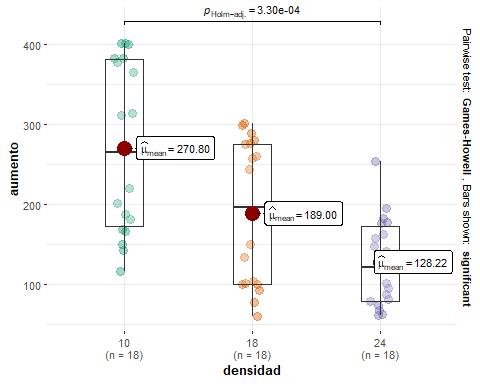 pHolm−adj. = 3.30e−04
400
300
200
100
aumento
μ̂mean = 270.80
μ̂mean = 189.00
μ̂mean = 128.22
10
(n = 18)
18
(n = 18)
24
(n = 18)
densidad
Pairwise test: Games−Howell , Bars shown: significant